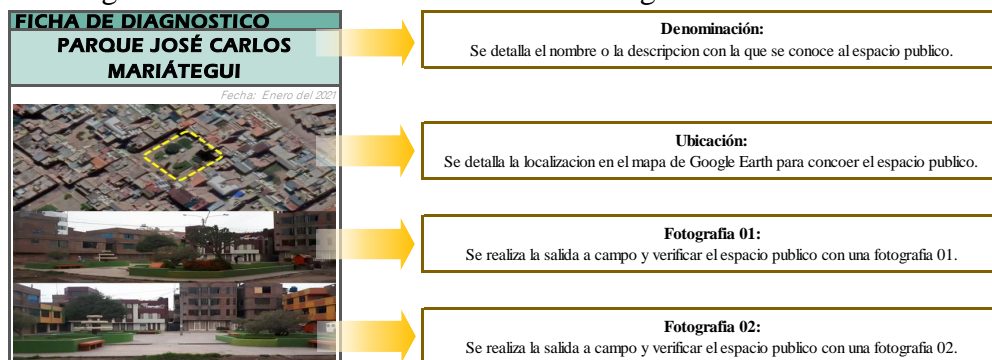 FICHA DE DIAGNOSTICO
PARQUE JOSÉ CARLOS
MARIÁTEGUI
Fecha: Enero del 2021
Denominación:
Se detalla el nombre o la descripcion con la que se conoce al espacio publico.
Ubicación:
Se detalla la localizacion en el mapa de Google Earth para concoer el espacio publico.
Fotografia 01:
Se realiza la salida a campo y verificar el espacio publico con una fotografia 01.
Fotografia 02:
Se realiza la salida a campo y verificar el espacio publico con una fotografia 02.